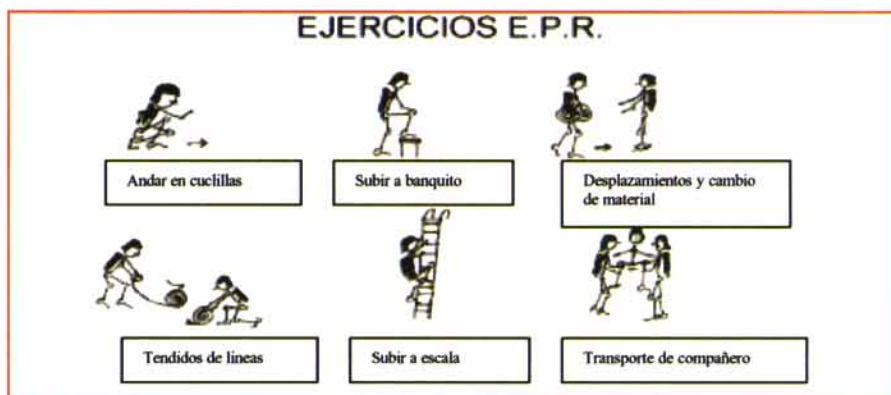 EJERCICIOS E.P.R.
Andar en cuclillas
Subir a banquito
Desplazamientos y cambio
de material
Tendidos de lineas
Subir a escala
Transporte de compañero